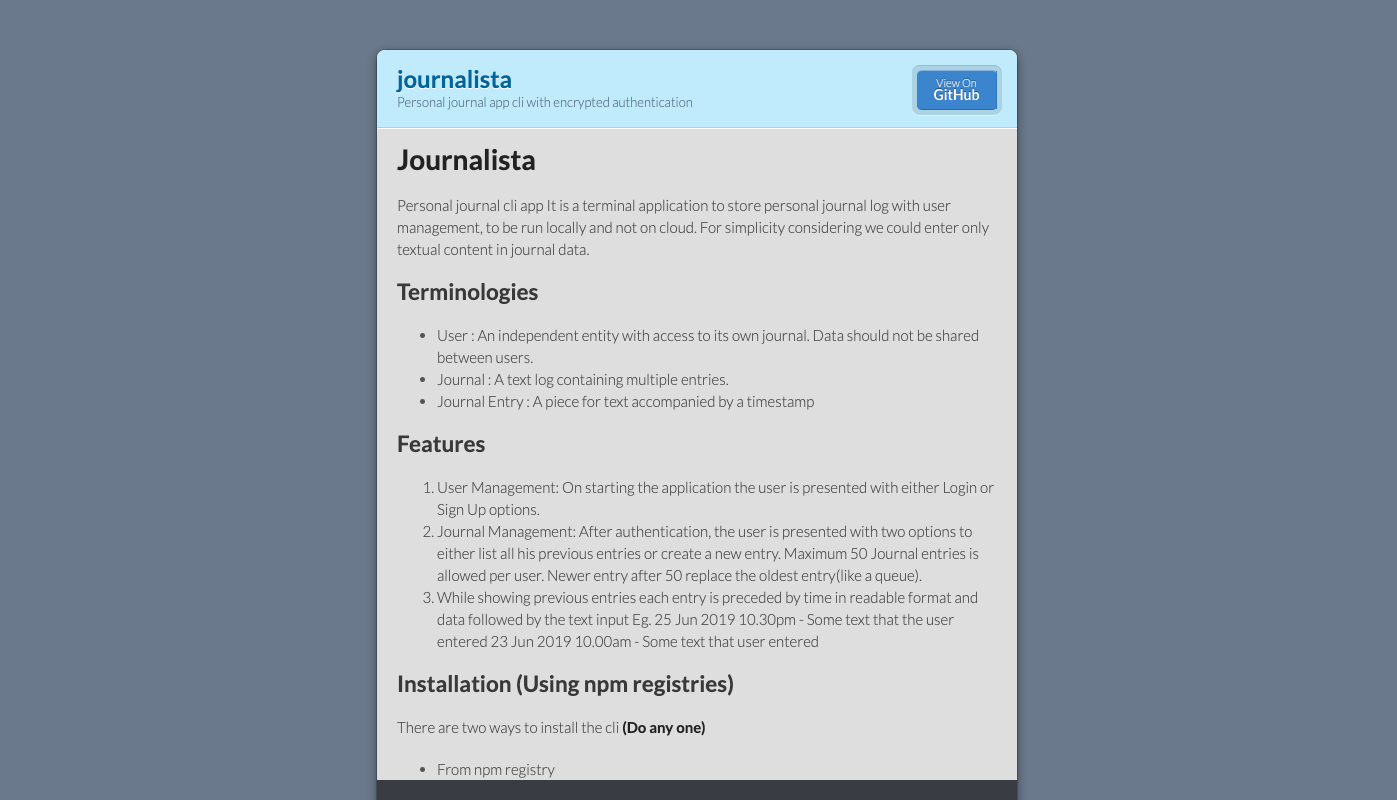 journalista
Personal journal app cli with encrypted authentication
View On
GitHub
Journalista
Personal journal cli app It is a terminal application to store personal journal log with user
management, to be run locally and not on cloud. For simplicity considering we could enter only
textual content in journal data.
Terminologies
• User : An independent entity with access to its own journal. Data should not be shared
between users.
• Journal : A text log containing multiple entries.
• Journal Entry : A piece for text accompanied by a timestamp
Features
1. User Management: On starting the application the user is presented with either Login or
Sign Up options.
2. Journal Management: After authentication, the user is presented with two options to
either list all his previous entries or create a new entry. Maximum 50 Journal entries is
allowed per user. Newer entry after 50 replace the oldest entry(like a queue).
3. While showing previous entries each entry is preceded by time in readable format and
data followed by the text input Eg. 25 Jun 2019 10.30pm - Some text that the user
entered 23 Jun 2019 10.00am - Some text that user entered
Installation (Using npm registries)
There are two ways to install the cli (Do any one)
• From npm registry